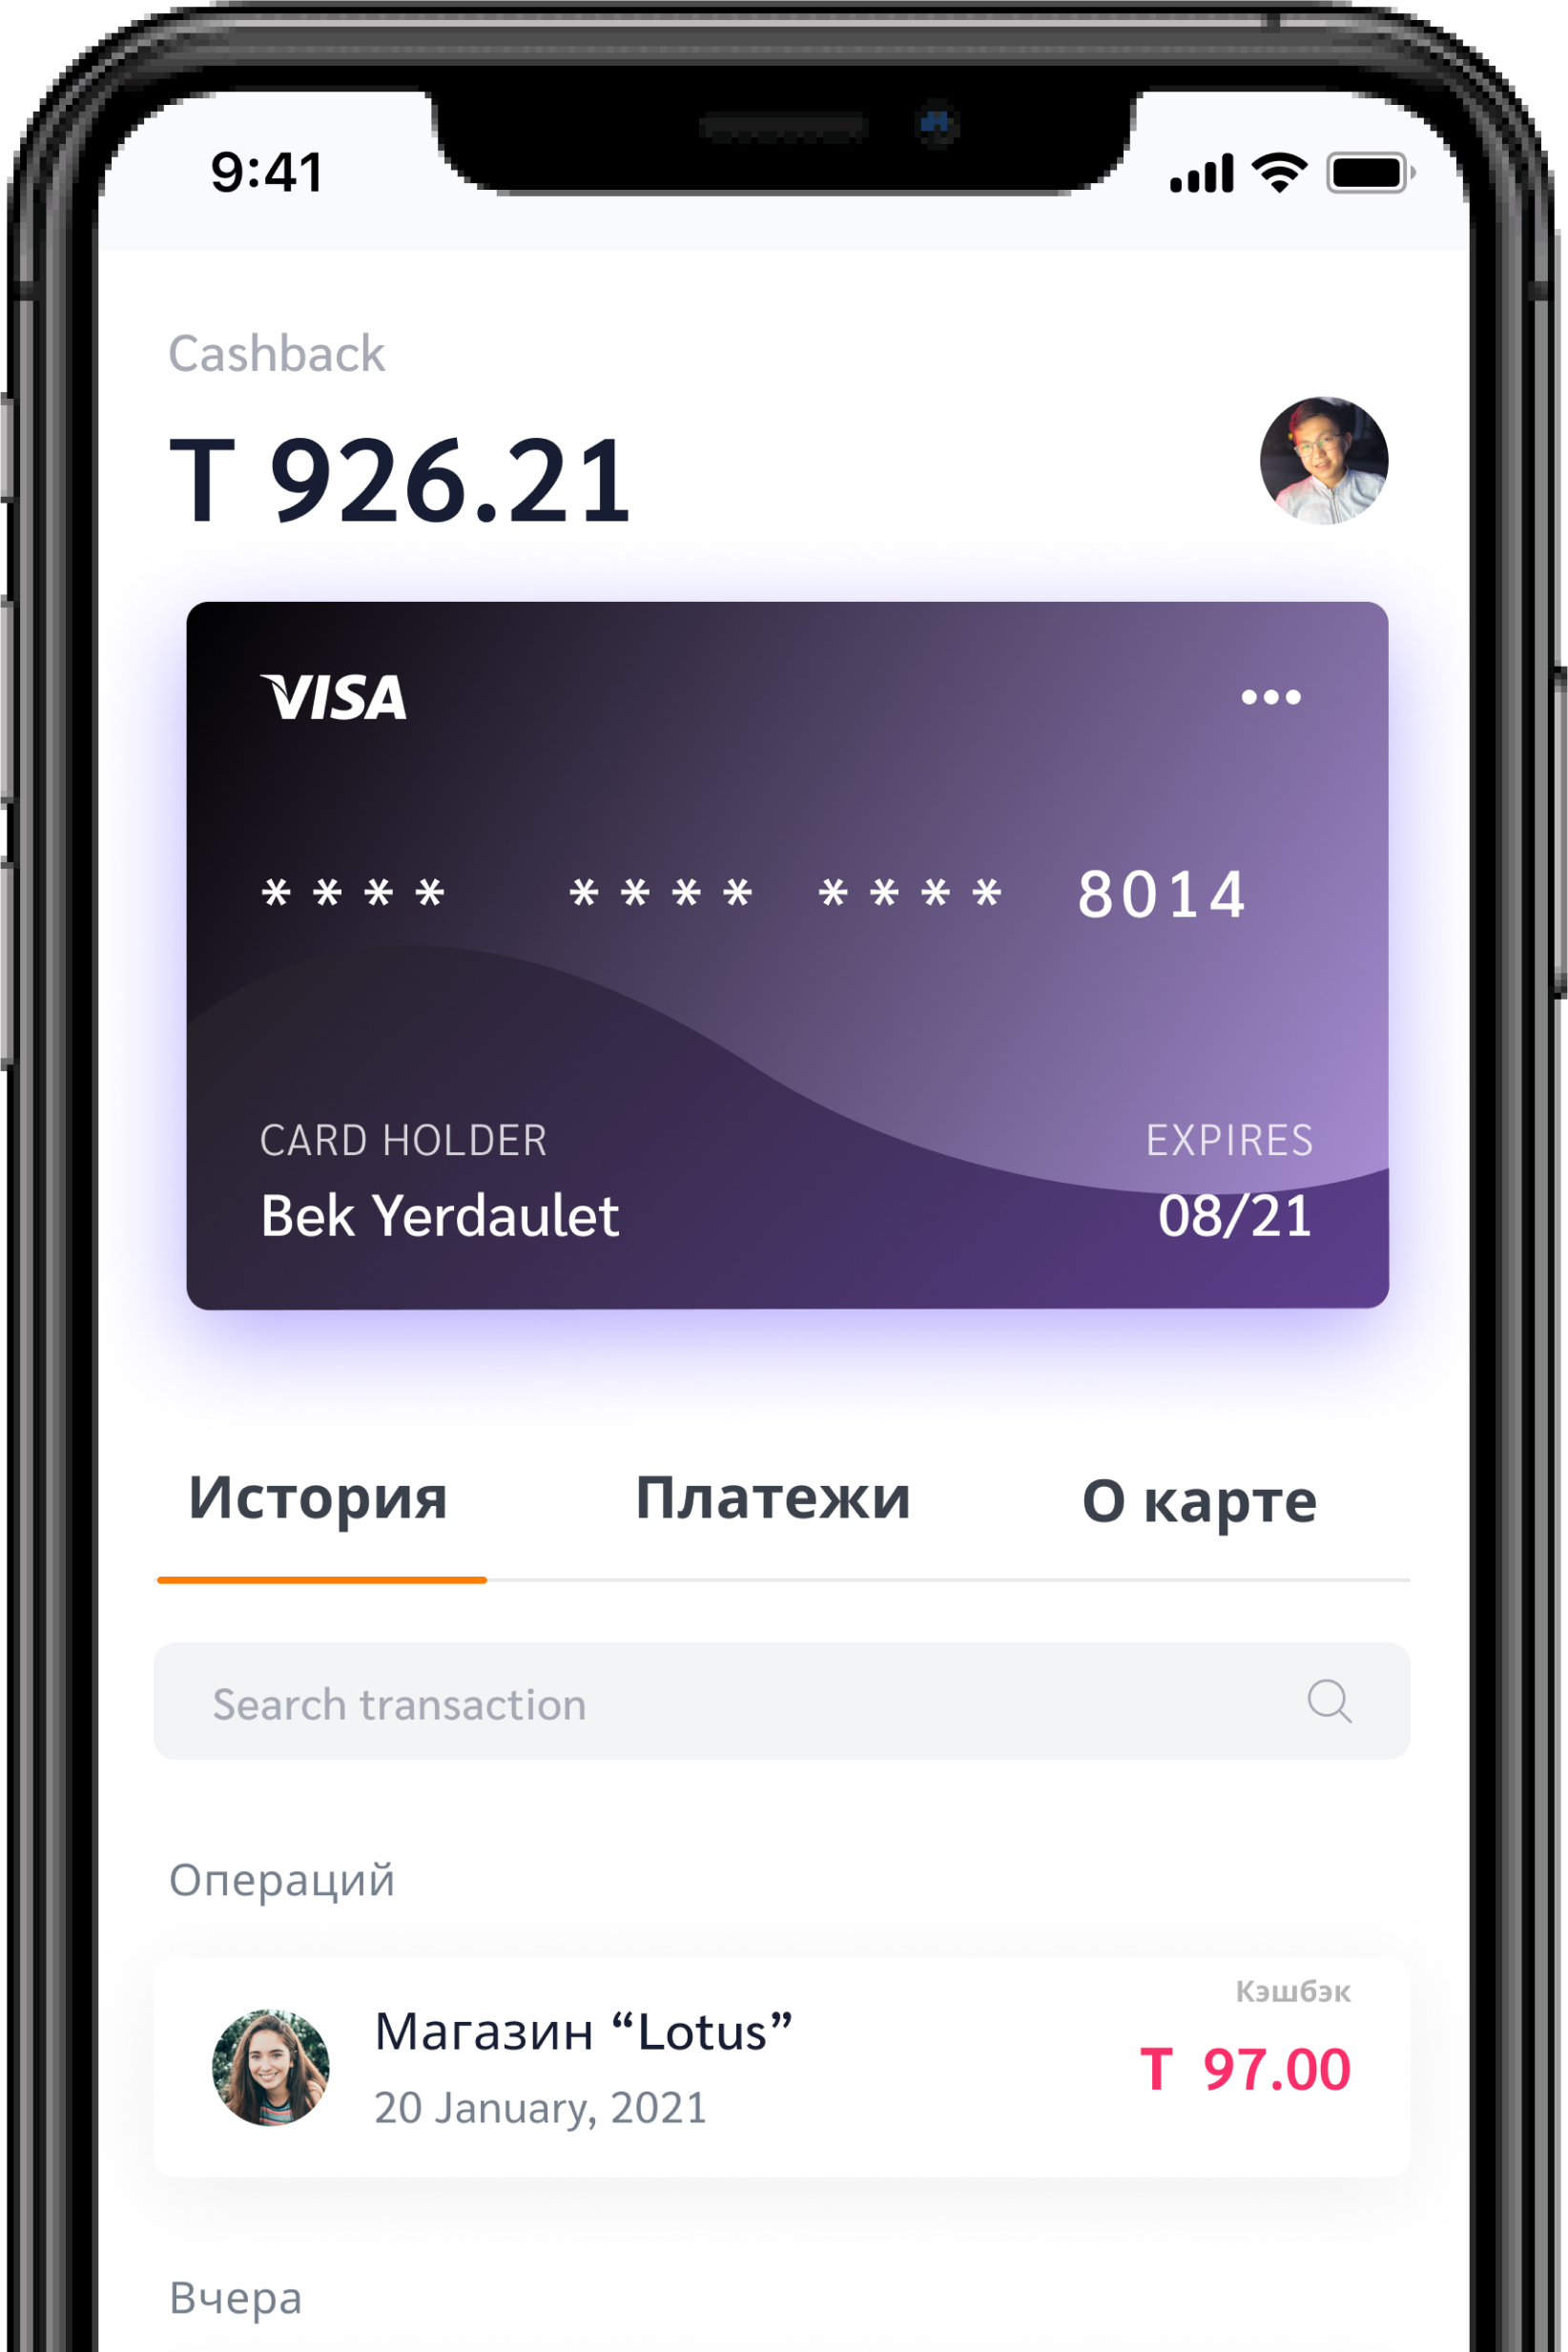 9:41
Cashback
T 926.21
VISA
**** **** **** 8014
CARD HOLDER
EXPIRES
Bek Yerdaulet
08/21
История
Платежи
О карте
Search transaction
Операций
Кэшбэк
Магазин “Lotus”
T 97.00
20 January, 2021
Вчера